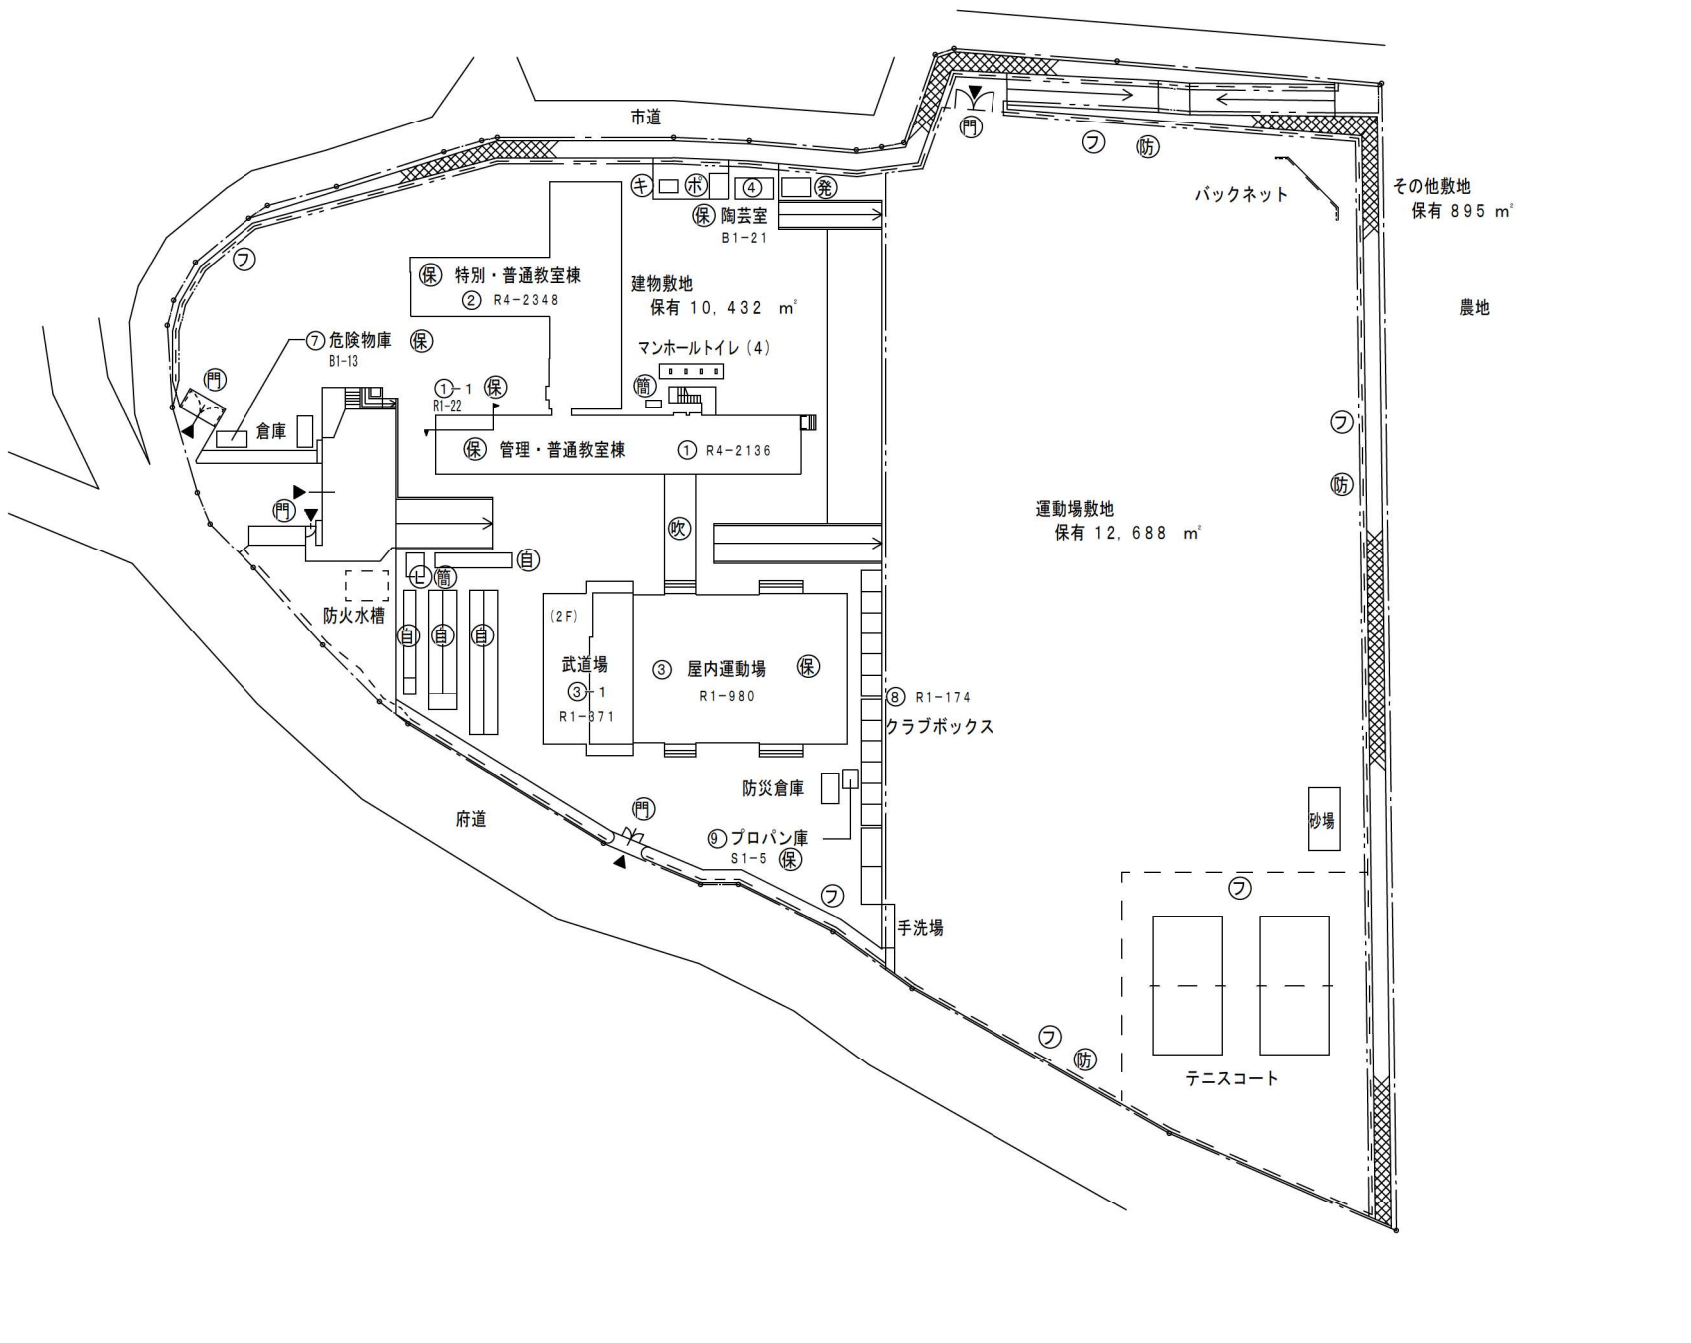 市道
門
フ 防
バックネット
その他敷地
保有 895 ㎡
農地
キ ポ ④ 発
保 陶芸室
B1-21
フ
保 特別・普通教室棟
② R4-2348
建物敷地
保有 10,432 ㎡
マンホールトイレ(4)
簡
⑦ 危険物庫 保
B1-13
門
倉庫
①-1 保
R1-22
保 管理・普通教室棟 ① R4-2136
フ
防
運動場敷地
保有 12,688 ㎡
門
吹
自
簡
防火水槽
自 自 自
(2F)
武道場
③-1
R1-371
③ 屋内運動場 保
R1-980
⑧ R1-174
クラブボックス
防災倉庫
門
府道
⑨ プロパン庫
S1-5 保
砂場
フ
フ
手洗場
フ
防
テニスコート